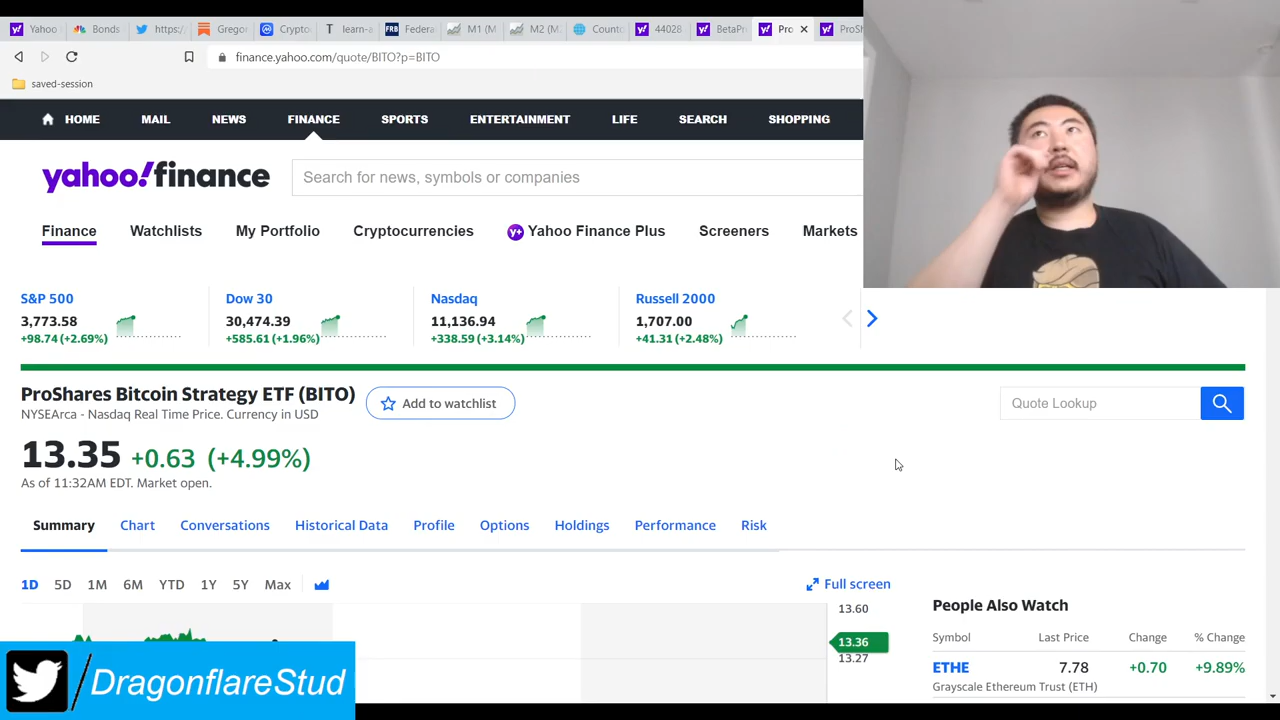 Yahoo Bonds https:/ Gregor Crypto learn- Federa M1 (M M2 (M Counto 44028 BetaPr Pro ProSh
finance.yahoo.com/quote/BITO?p=BITO
saved-session
HOME MAIL NEWS FINANCE SPORTS ENTERTAINMENT LIFE SEARCH SHOPPING
yahoo!finance
Search for news, symbols or companies
Finance Watchlists My Portfolio Cryptocurrencies Y+ Yahoo Finance Plus Screeners Markets
S&P 500 Dow 30 Nasdaq Russell 2000
3,773.58 30,474.39 11,136.94 1,707.00
+98.74 (+2.69%) +585.61 (+1.96%) +338.59 (+3.14%) +41.31 (+2.48%)
ProShares Bitcoin Strategy ETF (BITO) Add to watchlist Quote Lookup
NYSEArca - Nasdaq Real Time Price. Currency in USD
13.35 +0.63 (+4.99%)
As of 11:32AM EDT. Market open.
Summary Chart Conversations Historical Data Profile Options Holdings Performance Risk
1D 5D 1M 6M YTD 1Y 5Y Max Full screen
13.60
13.36
13.27
People Also Watch
Symbol Last Price Change % Change
ETHE 7.78 +0.70 +9.89%
Grayscale Ethereum Trust (ETH)
/DragonflareStud